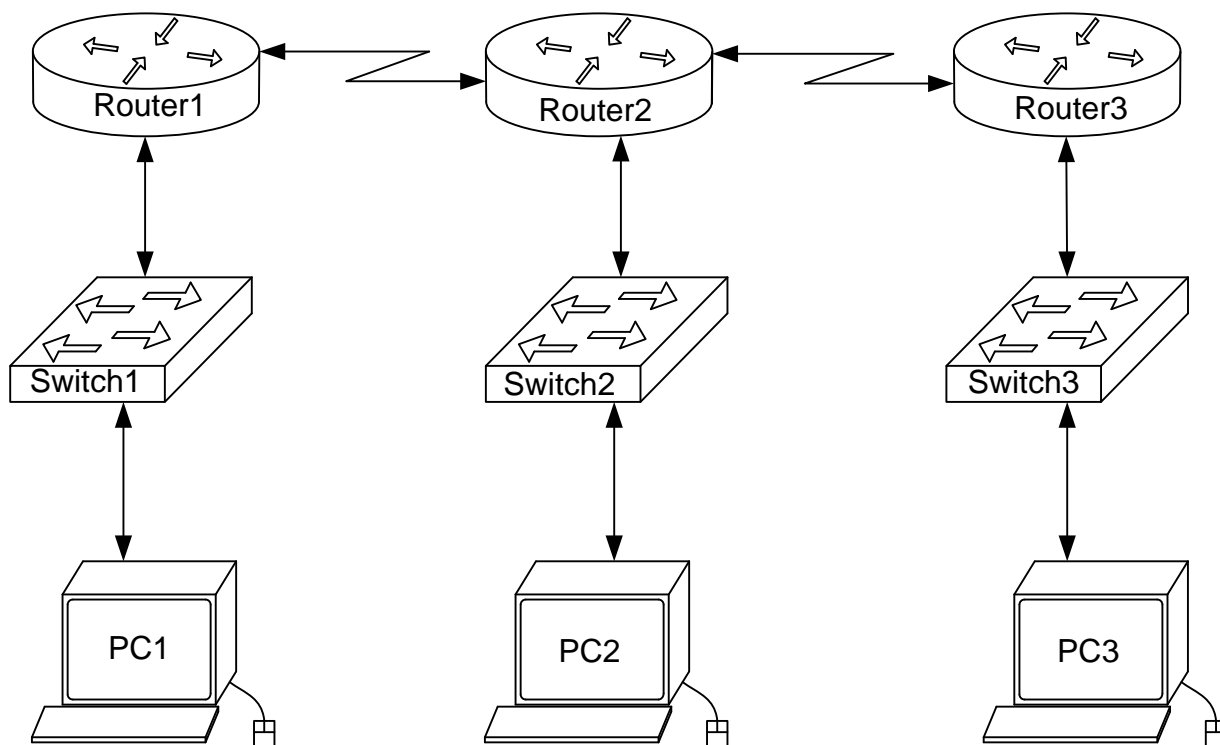 Router1
Router2
Router3
Switch1
Switch2
Switch3
PC1
PC2
PC3